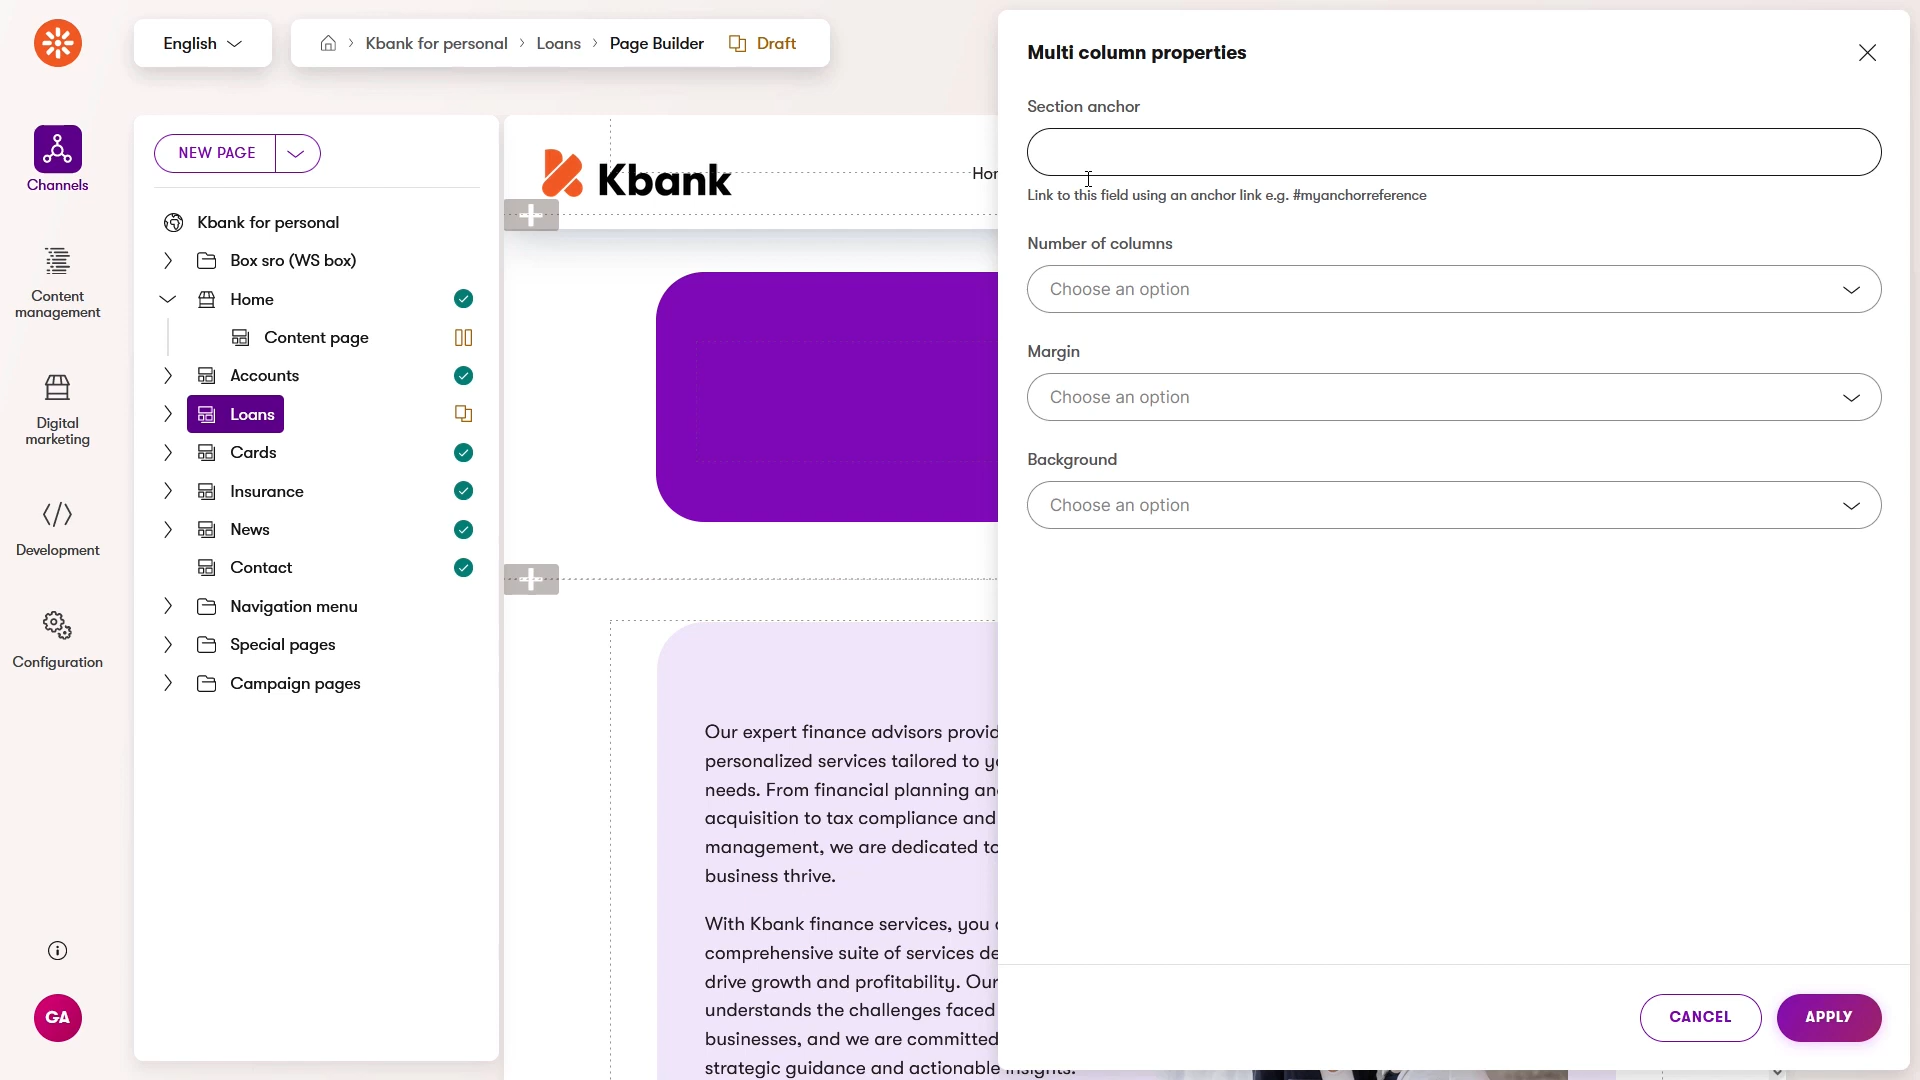 English
Kbank for personal
Loans
Page Builder
Draft
Channels
Content
management
Digital
marketing
Development
Configuration
GA
NEW PAGE
Kbank for personal
Box sro (WS box)
Home
Content page
Accounts
Loans
Cards
Insurance
News
Contact
Navigation menu
Special pages
Campaign pages
Kbank
Our expert finance advisors
personalized services tailored to
needs. From financial planning
acquisition to tax compliance and
management, we are dedicated to
business thrive.
With Kbank finance services, you
comprehensive suite of services
drive growth and profitability.
understands the challenges faced
businesses, and we are committed
strategic guidance and actionable insights.
Multi column properties
Section anchor
Link to this field using an anchor link e.g. #myanchorreference
Number of columns
Choose an option
Margin
Choose an option
Background
Choose an option
CANCEL
APPLY